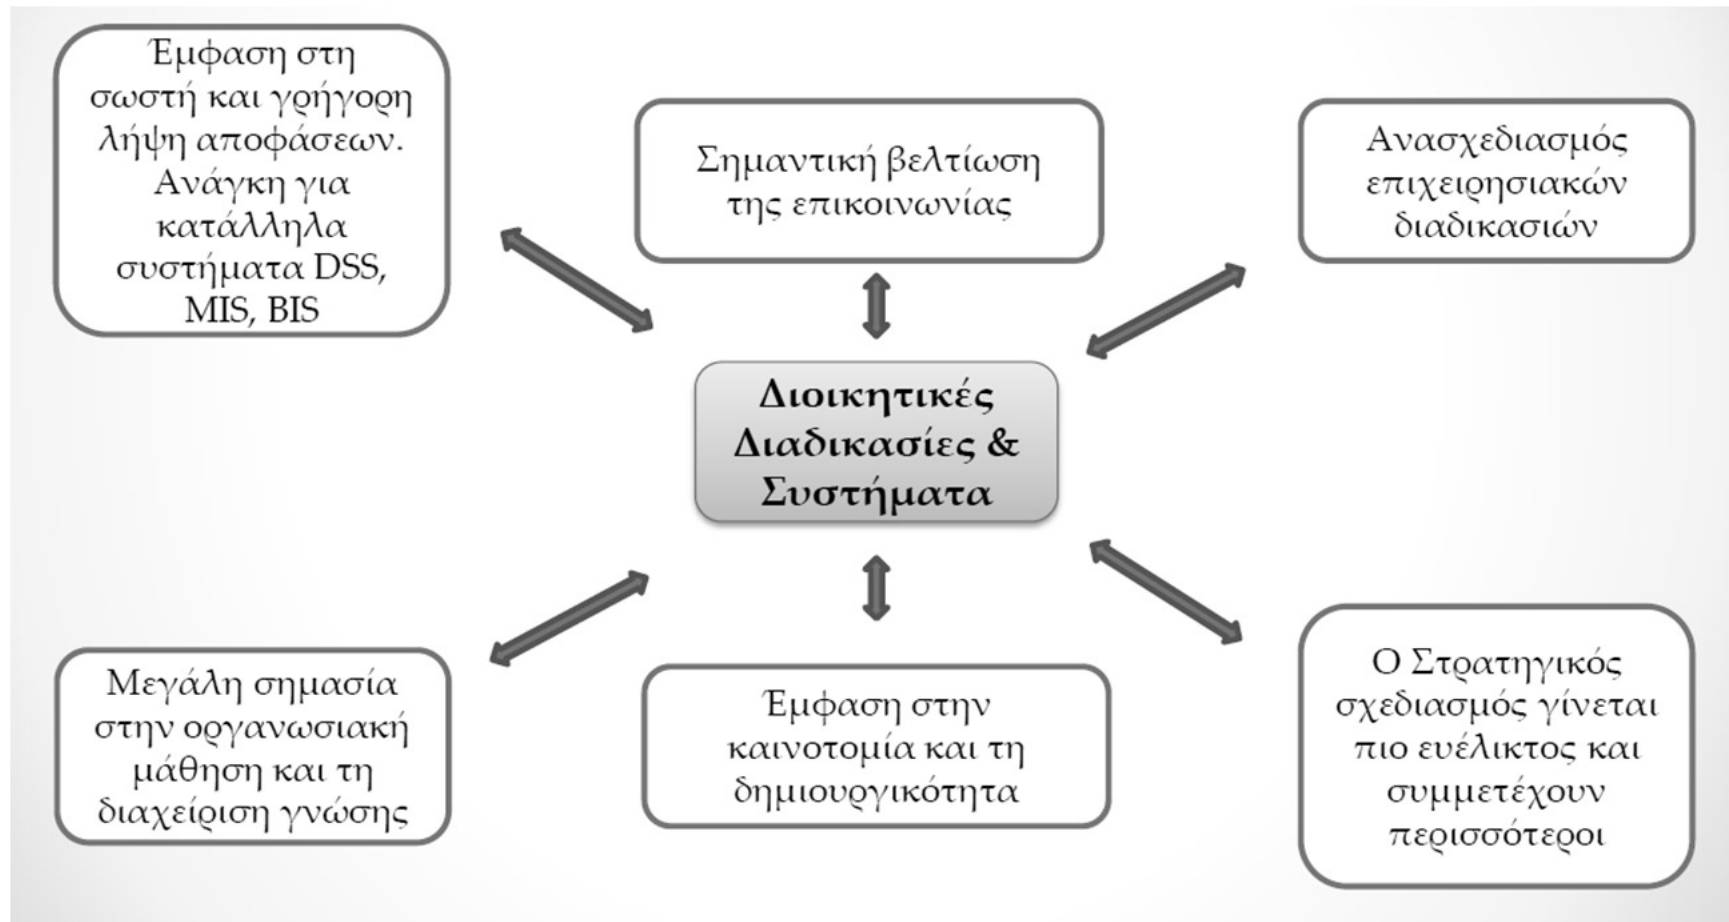 Έμφαση στη
σωστή και γρήγορη
λήψη αποφάσεων.
Ανάγκη για
κατάλληλα
συστήματα DSS,
MIS, BIS
Σημαντική βελτίωση
της επικοινωνίας
Ανασχεδιασμός
επιχειρησιακών
διαδικασιών
Διοικητικές
Διαδικασίες &
Συστήματα
Μεγάλη σημασία
στην οργανωσιακή
μάθηση και τη
διαχείριση γνώσης
Έμφαση στην
καινοτομία και τη
δημιουργικότητα
Ο Στρατηγικός
σχεδιασμός γίνεται
πιο ευέλικτος και
συμμετέχουν
περισσότεροι